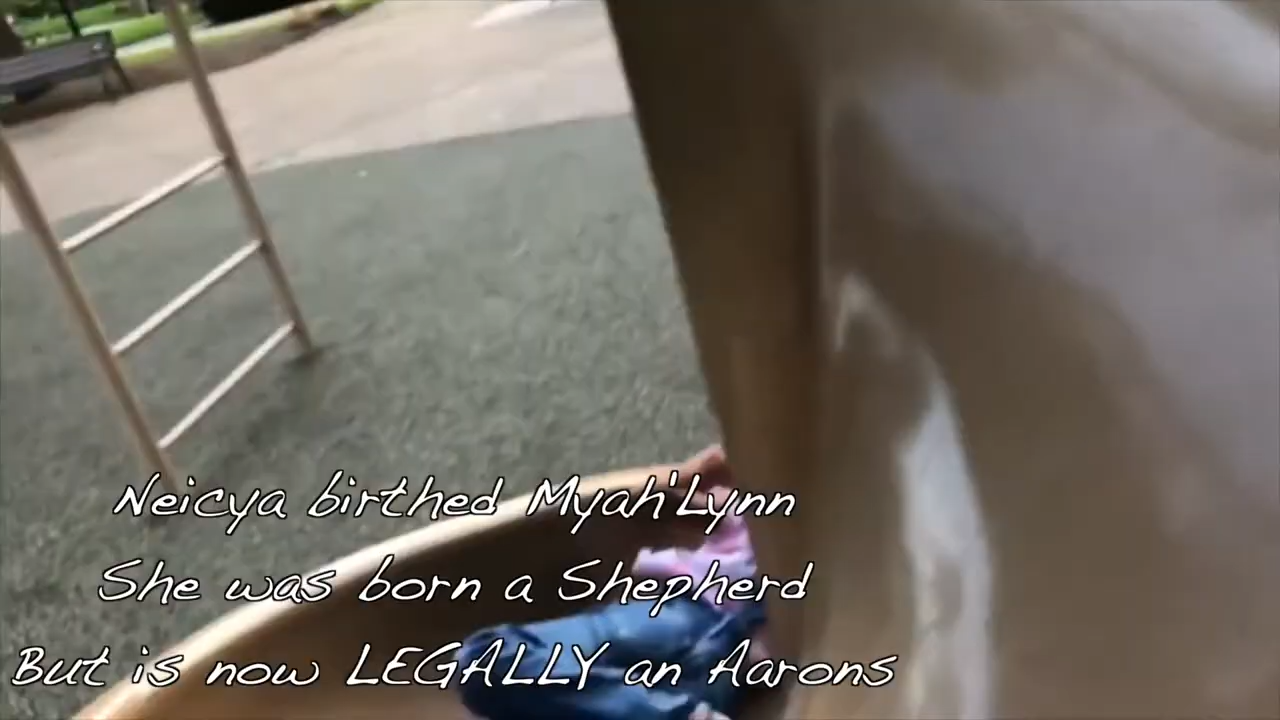 Neicya birthed Myah'Lynn
She was born a Shepherd
But is now LEGALLY an Aarons